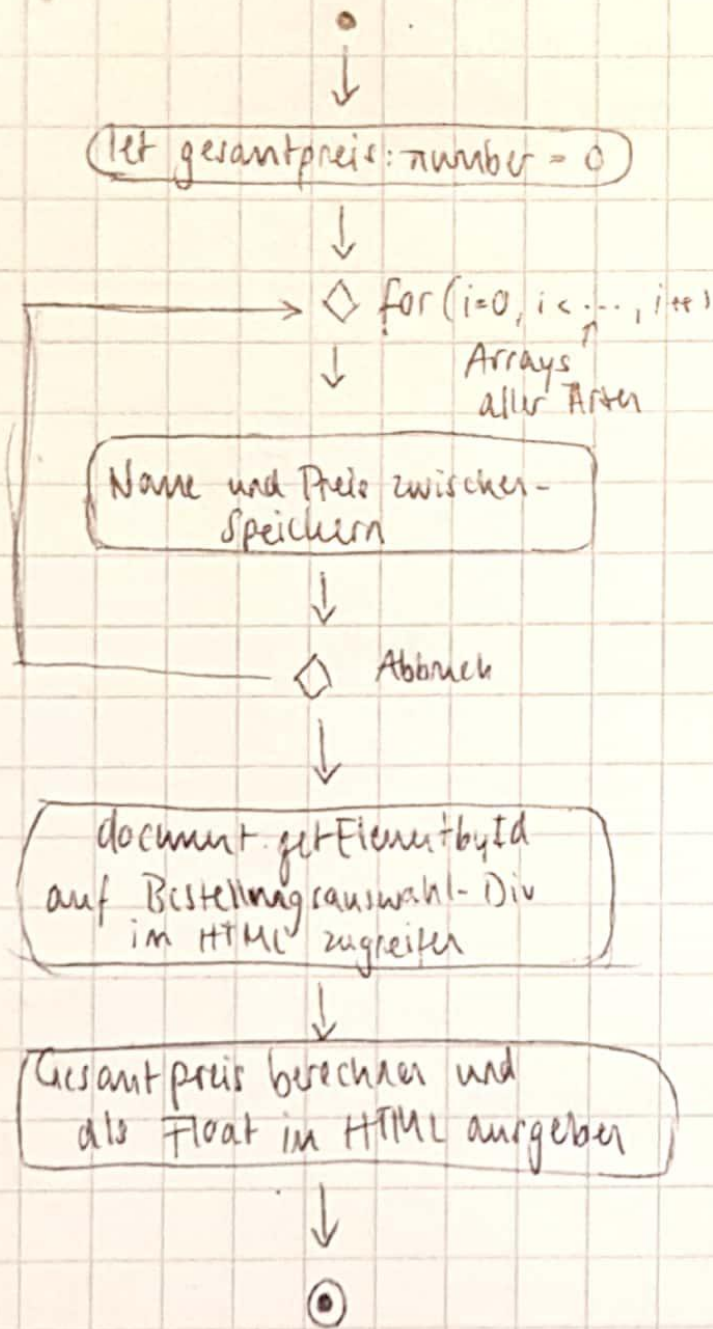 let gesamtpreis: number = 0
for (i=0, i < ..., i++)
Arrays
aller Arten
Name und Preis zwischen-
speichern
Abbruch
document.getElementbyId
auf Bestellungsauswahl-Div
im HTML zugreifen
Gesamtpreis berechnen und
als Float in HTML ausgeben